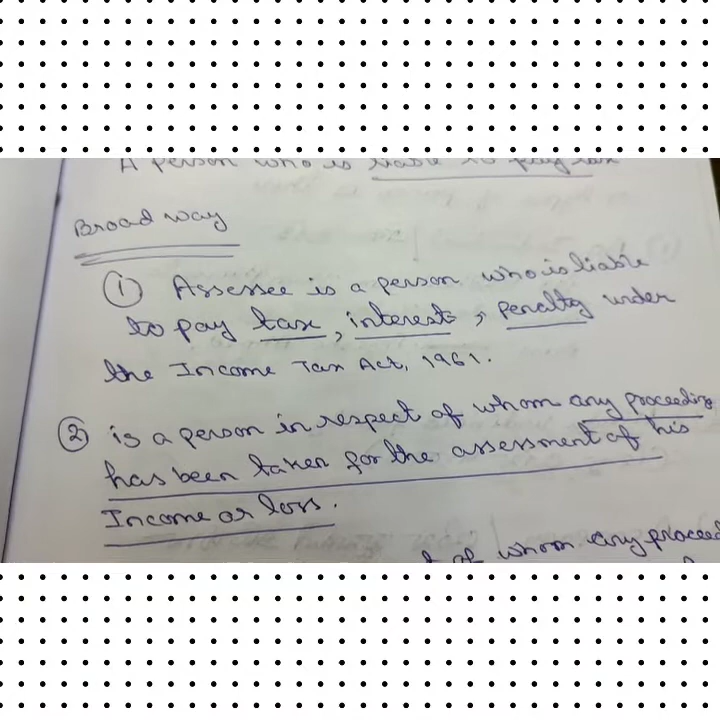 A person who is liable to pay tax
Broad way
① Assessee is a person who is liable
to pay tax, interest, penalty under
the Income Tax Act, 1961.
② is a person in respect of whom any proceeding
has been taken for the assessment of his
Income or loss.
of whom any proceed